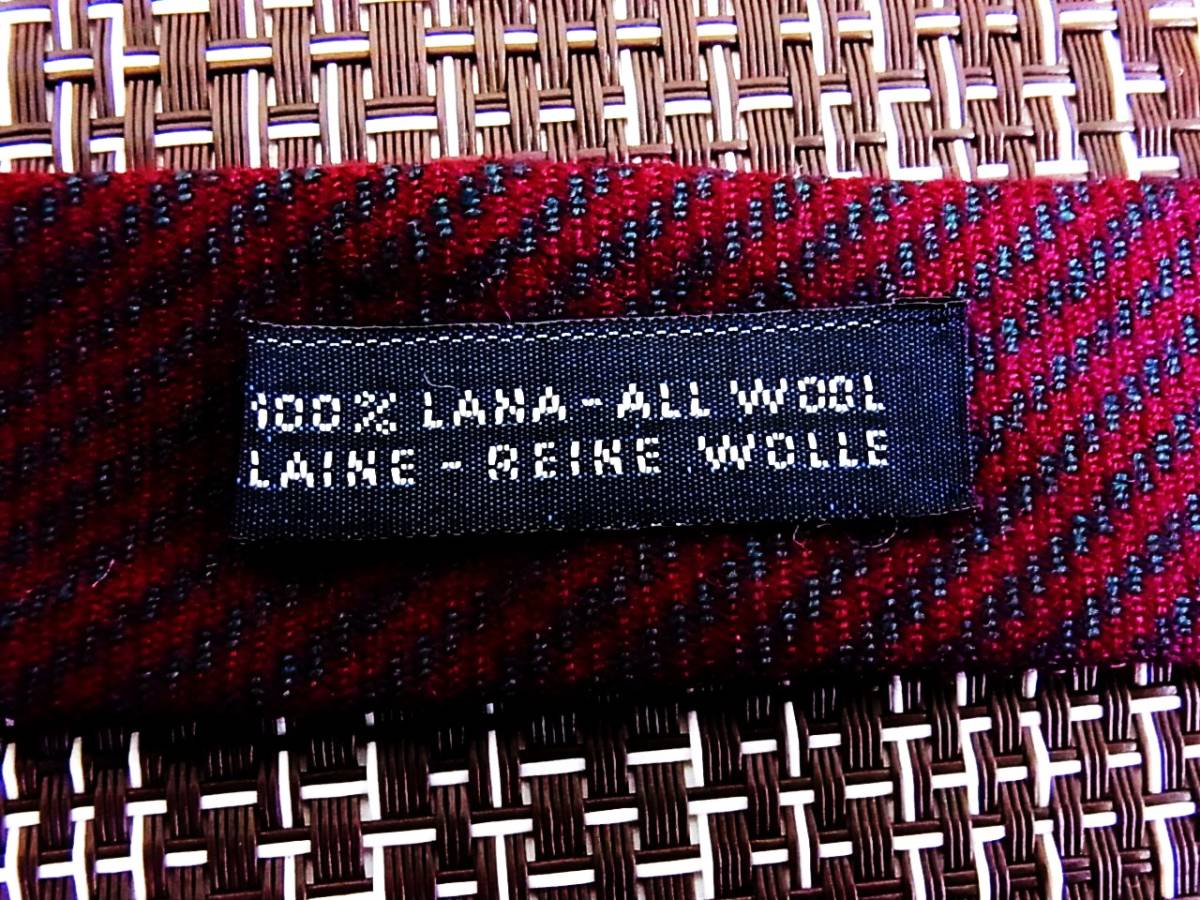 100% LANA - ALL WOOL
LAINE - REINE WOLLE